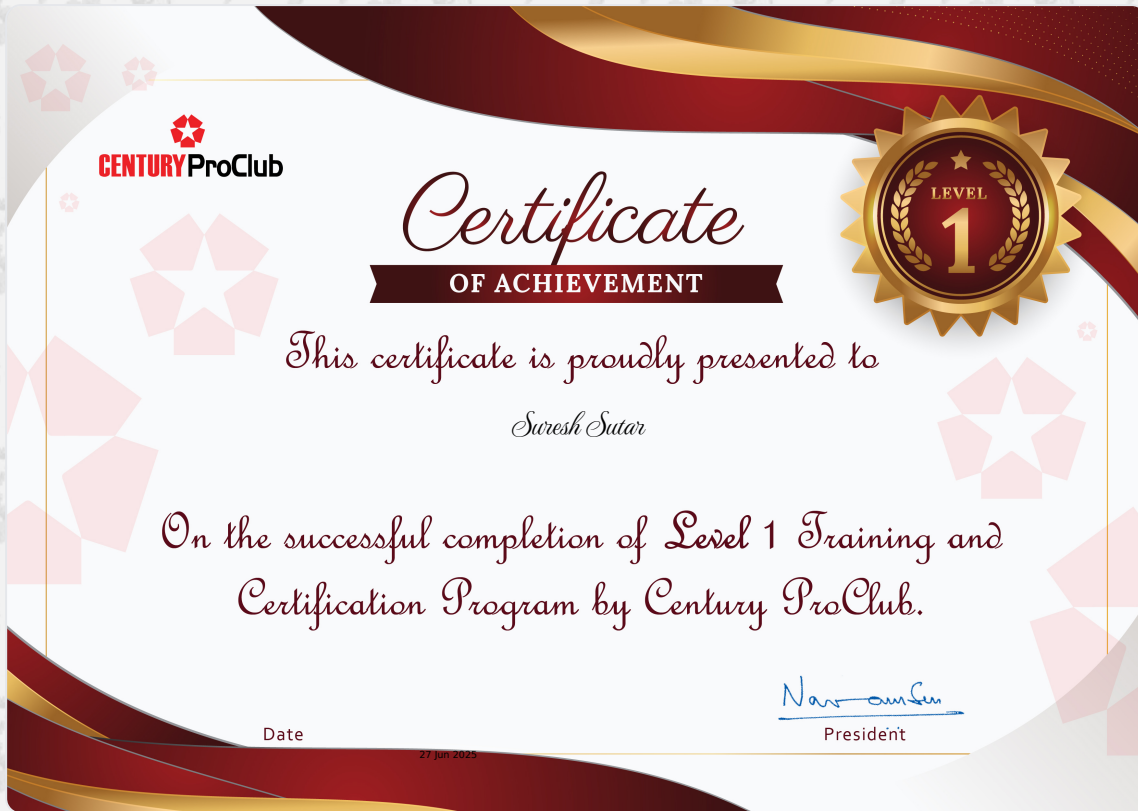 CENTURY ProClub
LEVEL
1
Certificate
OF ACHIEVEMENT
This certificate is proudly presented to
Suresh Sutar
On the successful completion of Level 1 Training and
Certification Program by Century ProClub.
Date
President
27 Jun 2025